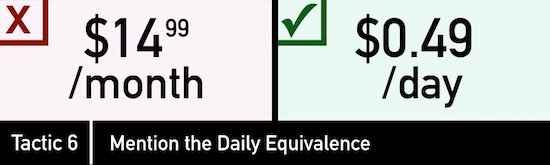 X
$14.99
/month
$0.49
/day
Tactic 6
Mention the Daily Equivalence